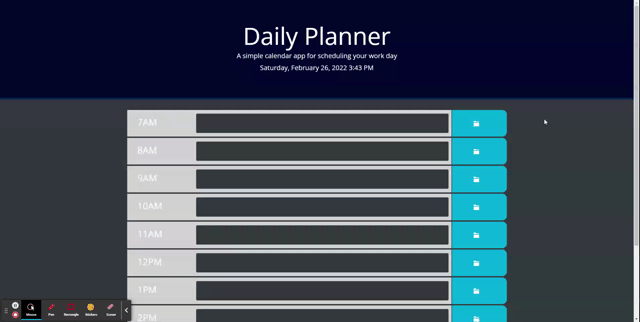 Daily Planner
A simple calendar app for scheduling your work day
Saturday, February 26, 2022 3:43 PM
7AM
8AM
9AM
10AM
11AM
12PM
1PM
2PM
Mouse Pen Rectangle Stickers Eraser